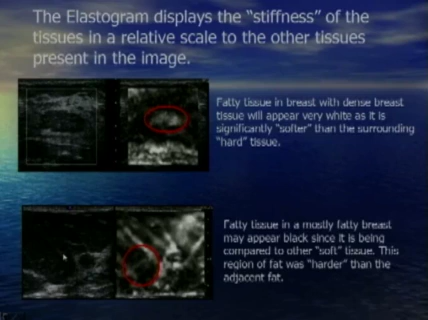 The Elastogram displays the "stiffness" of the
tissues in a relative scale to the other tissues
present in the image.
Fatty tissue in breast with dense breast
tissue will appear very white as it is
significantly "softer" than the surrounding
"hard" tissue.
Fatty tissue in a mostly fatty breast
may appear black since it is being
compared to other "soft" tissue. This
region of fat was "harder" than the
adjacent fat.